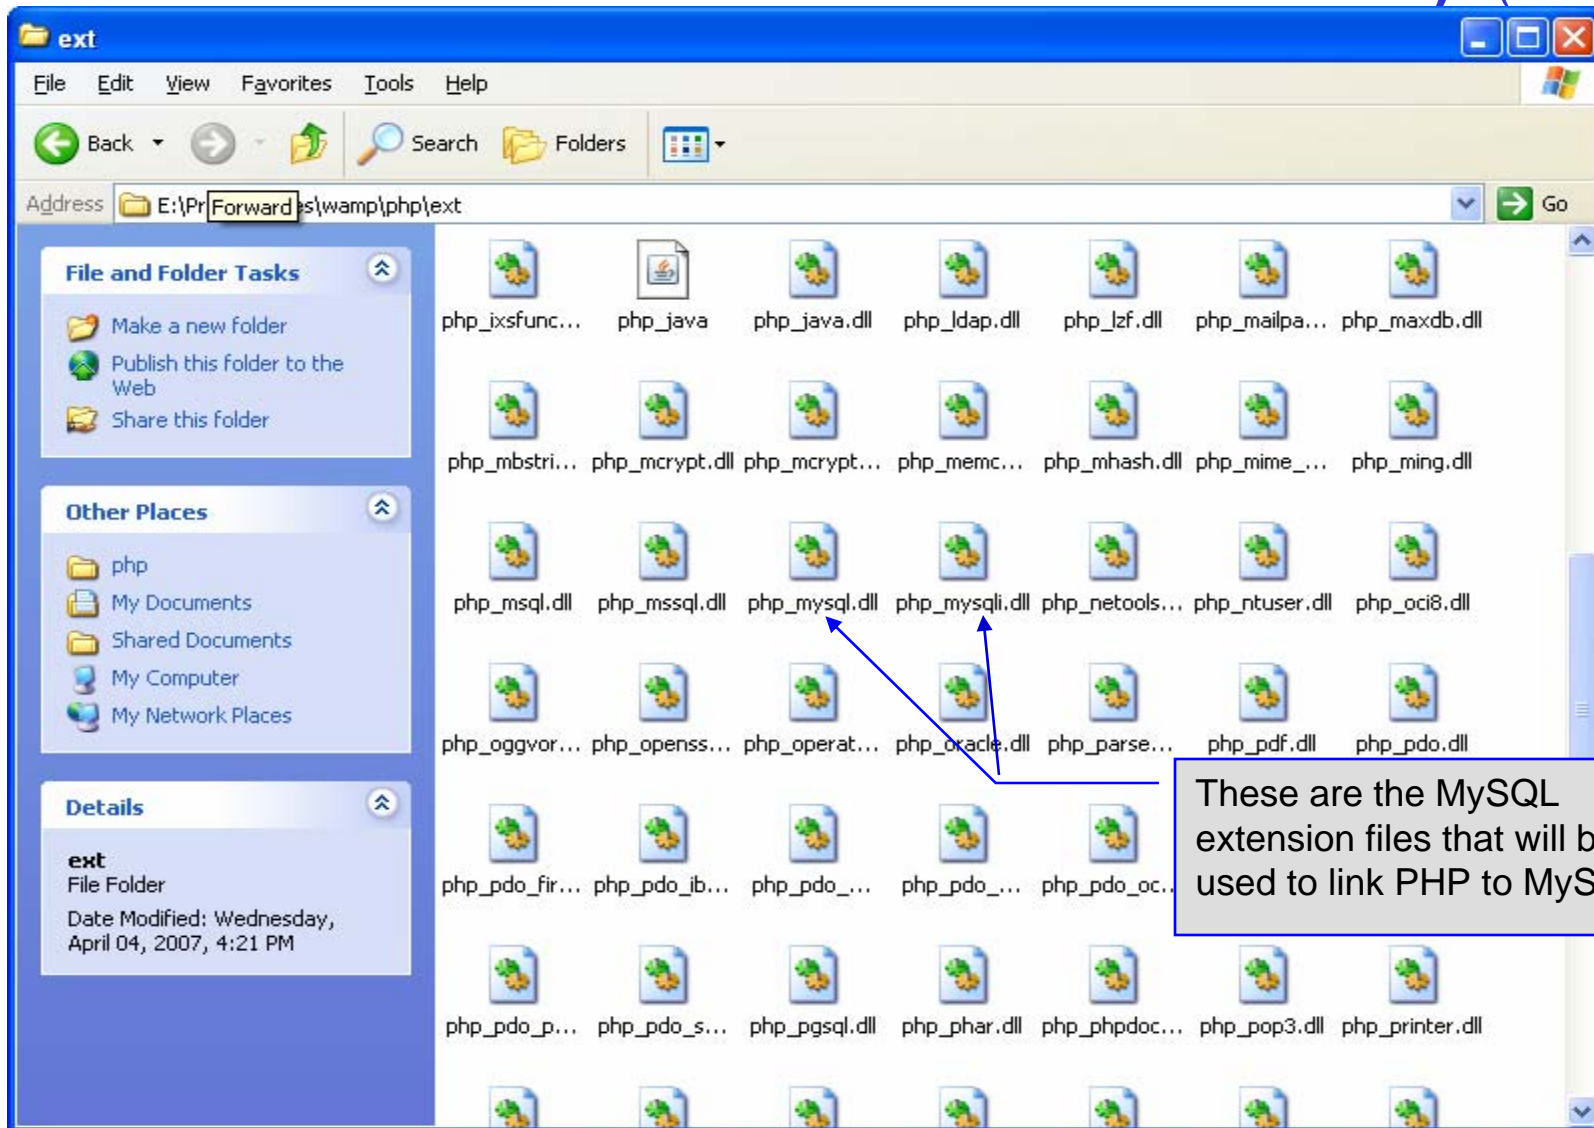 ext
File Edit View Favorites Tools Help
Back Search Folders
Address E:\Pr Forward es\wamp\php\ext Go
File and Folder Tasks
Make a new folder
Publish this folder to the
Web
Share this folder
Other Places
php
My Documents
Shared Documents
My Computer
My Network Places
Details
ext
File Folder
Date Modified: Wednesday,
April 04, 2007, 4:21 PM
php_ixsfunc... php_java php_java.dll php_ldap.dll php_lzf.dll php_mailpa... php_maxdb.dll
php_mbstri... php_mcrypt.dll php_mcrypt... php_memc... php_mhash.dll php_mime_... php_ming.dll
php_msql.dll php_mssql.dll php_mysql.dll php_mysqli.dll php_netools... php_ntuser.dll php_oci8.dll
php_oggvor... php_openss... php_operat... php_oracle.dll php_parse... php_pdf.dll php_pdo.dll
php_pdo_fir... php_pdo_ib... php_pdo_... php_pdo_... php_pdo_oc..
php_pdo_p... php_pdo_s... php_pgsql.dll php_phar.dll php_phpdoc... php_pop3.dll php_printer.dll
These are the MySQL
extension files that will b
used to link PHP to MyS